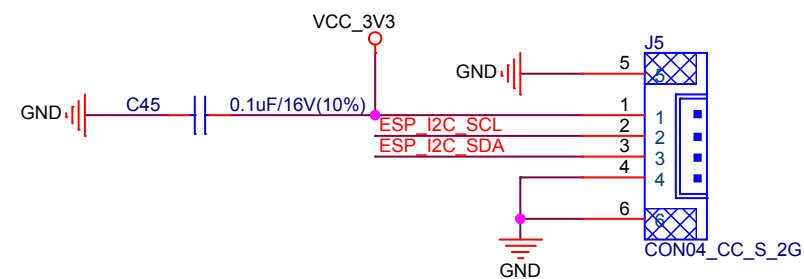 VCC_3V3
J5
GND
5
5
C45
0.1uF/16V(10%)
GND
1
1
ESP_I2C_SCL
2
2
ESP_I2C_SDA
3
3
4
4
6
6
CON04_CC_S_2G
GND